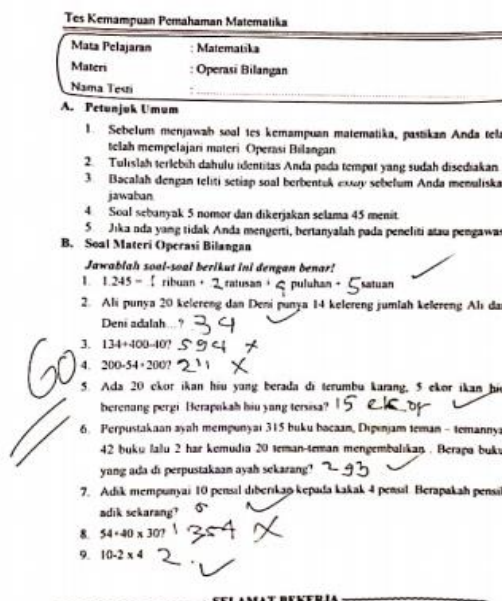 Tes Kemampuan Pemahaman Matematika
Mata Pelajaran : Matematika
Materi : Operasi Bilangan
Nama Testi :
A. Petunjuk Umum
1. Sebelum menjawab soal tes kemampuan matematika, pastikan Anda tela
telah mempelajari materi Operasi Bilangan
2. Tulislah terlebih dahulu identitas Anda pada tempat yang sudah disediakan
3. Bacalah dengan teliti setiap soal berbentuk essay sebelum Anda menuliska
jawaban.
4. Soal sebanyak 5 nomor dan dikerjakan selama 45 menit.
5. Jika ada yang tidak Anda mengerti, bertanyalah pada peneliti atau pengawas
B. Soal Materi Operasi Bilangan
Jawablah soal-soal berikut ini dengan benar!
1. 1.245 = 1 ribuan + 2 ratusan + 4 puluhan + 5 satuan
2. Ali punya 20 kelereng dan Deni punya 14 kelereng jumlah kelereng Ali da
Deni adalah...? 34
3. 134+400-40? 594
4. 200-54+200?
5. Ada 20 ekor ikan hiu yang berada di terumbu karang, 5 ekor ikan hiu
berenang pergi Berapakah hiu yang tersisa? 15 ekor
60
6. Perpustakaan ayah mempunyai 315 buku bacaan, Dipinjam teman - temannya
42 buku lalu 2 har kemudia 20 teman-teman mengembalikan . Berapa buku
yang ada di perpustakaan ayah sekarang? 293
7. Adik mempunyai 10 pensil diberikan kepada kakak 4 pensil Berapakah pensil
adik sekarang?
8. 54+40 x 30? 1354
9. 10-2 x 4 2
SELAMAT BEKERJA